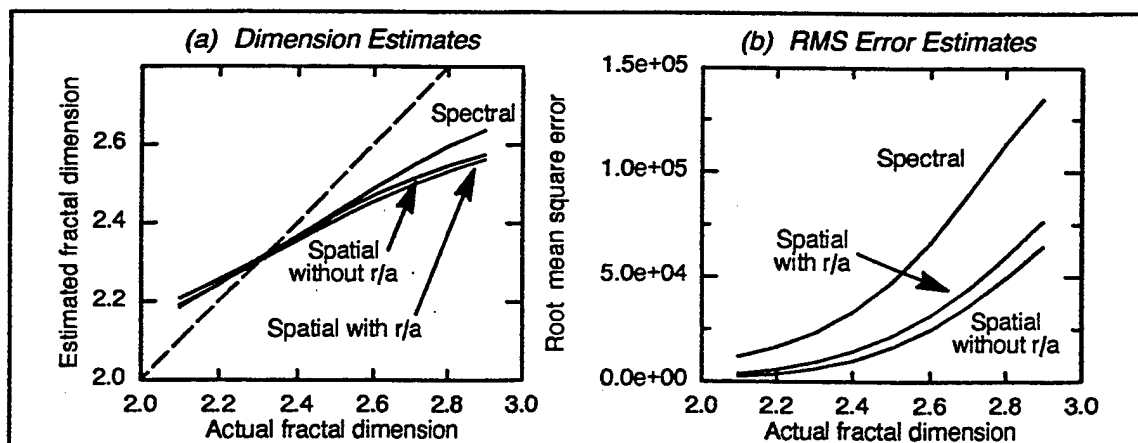 (a) Dimension Estimates
Estimated fractal dimension
2.6
2.4
2.2
2.0
Spectral
Spatial
without r/a
Spatial with r/a
2.0 2.2 2.4 2.6 2.8 3.0
Actual fractal dimension
(b) RMS Error Estimates
Root mean square error
1.5e+05
1.0e+05
5.0e+04
0.0e+00
Spectral
Spatial
with r/a
Spatial
without r/a
2.0 2.2 2.4 2.6 2.8 3.0
Actual fractal dimension